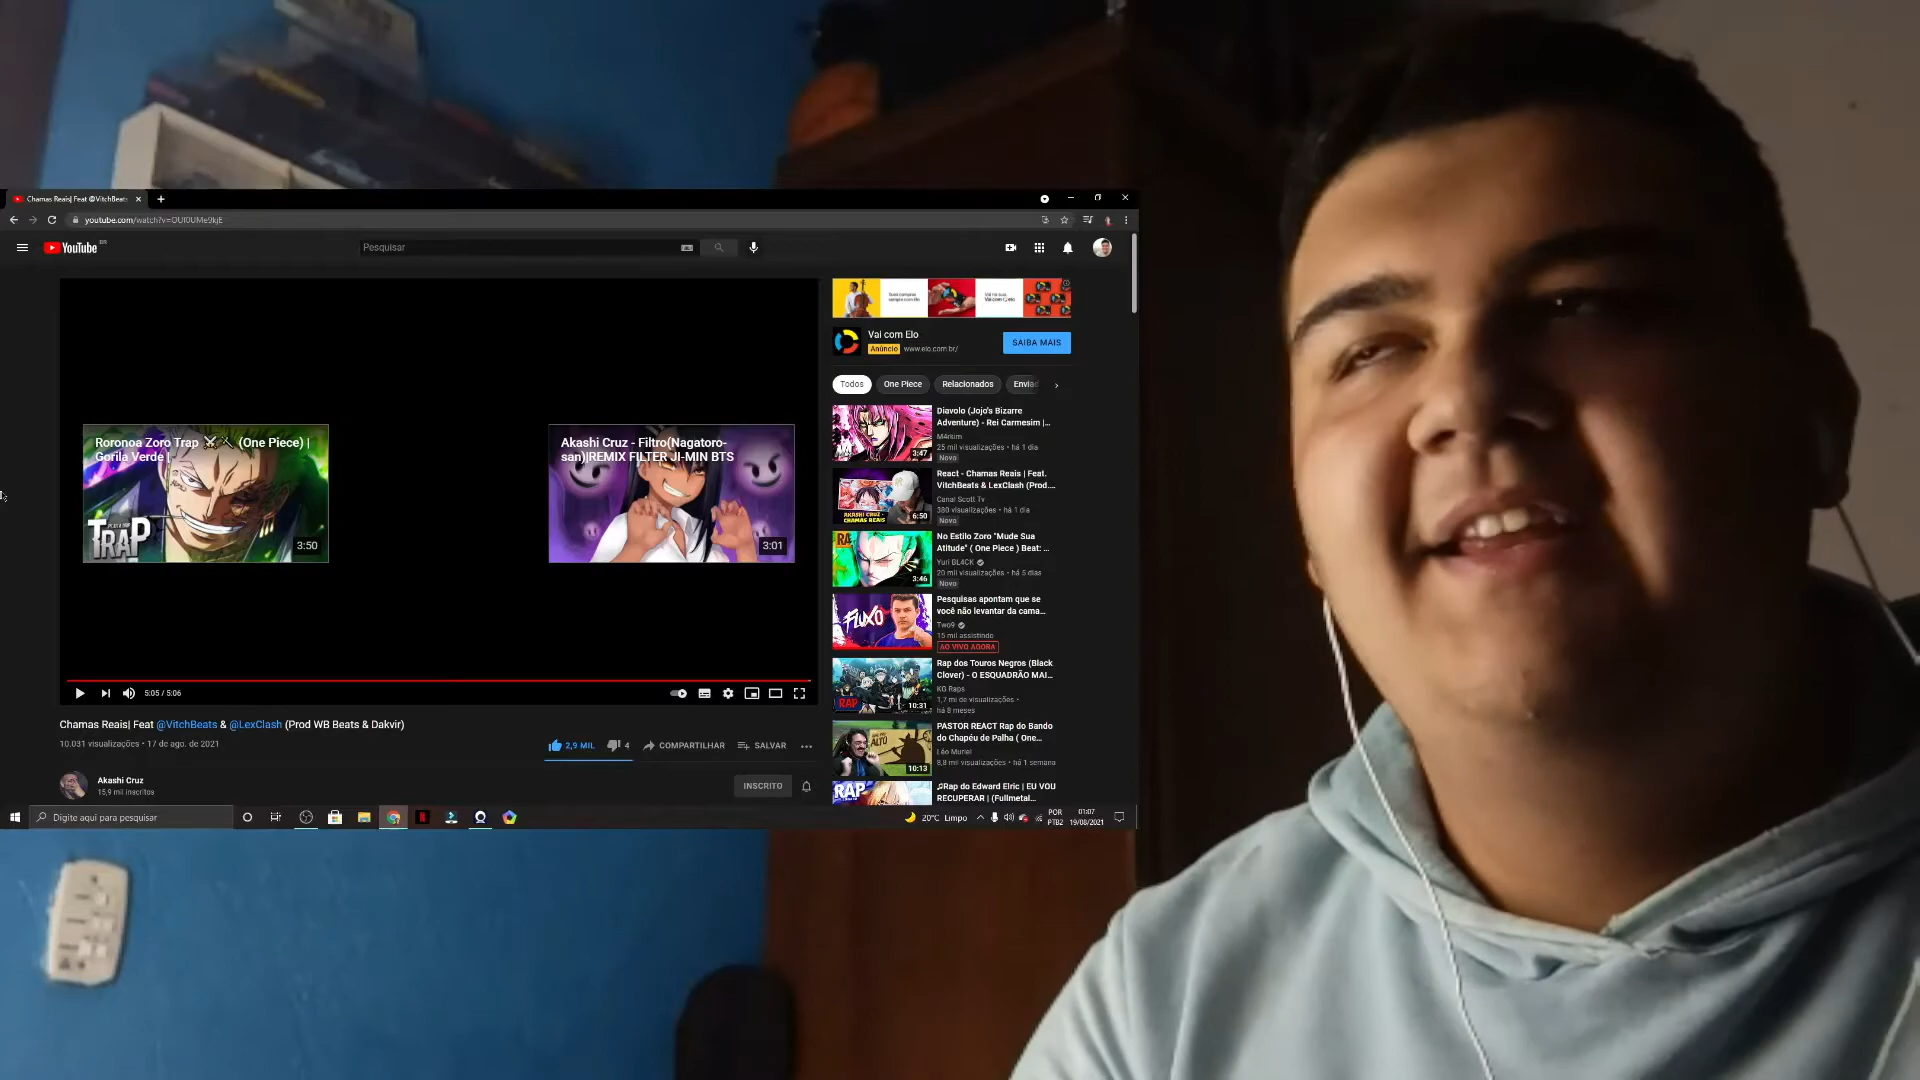 Chamas Reais| Feat @VitchBeats
youtube.com/watch?v=OUf0UMe9kjE
YouTube
BR
Pesquisar
Vai com Elo
Anúncio www.elo.com.br/
SAIBA MAIS
Todos
One Piece
Relacionados
Envia
Roronoa Zoro Trap (One Piece) |
Gorila Verde |
TRAP
3:50
Akashi Cruz - Filtro(Nagatoro-
san)|REMIX FILTER JI-MIN BTS
3:01
Diavolo (Jojo's Bizarre
Adventure) - Rei Carmesim |
M4rkim
25 mil visualizações • há 1 dia
Novo
3:47
React - Chamas Reais | Feat.
VitchBeats & LexClash (Prod....
Canal Scott Tv
380 visualizações • há 1 dia
Novo
AKASHI CRUZ -
CHAMAS REAIS
6:50
No Estilo Zoro "Mude Sua
Atitude" ( One Piece ) Beat: ...
Yuri BL4CK
20 mil visualizações • há 5 dias
Novo
3:46
Pesquisas apontam que se
você não levantar da cama...
Two9
15 mil assistindo
AO VIVO AGORA
FLUXO
Rap dos Touros Negros (Black
Clover) - O ESQUADRÃO MAI...
KG Raps
1,7 mi de visualizações •
há 8 meses
RAP
10:31
PASTOR REACT Rap do Bando
do Chapéu de Palha ( One...
Léo Muriel
8,8 mil visualizações • há 1 semana
10:13
Rap do Edward Elric | EU VOU
RECUPERAR | (Fullmetal...
RAP
5:05 / 5:06
Chamas Reais| Feat @VitchBeats & @LexClash (Prod WB Beats & Dakvir)
10.031 visualizações • 17 de ago. de 2021
2,9 MIL
4
COMPARTILHAR
SALVAR
Akashi Cruz
15,9 mil inscritos
INSCRITO
Digite aqui para pesquisar
20°C Limpo
POR
PTB2
01:07
19/08/2021